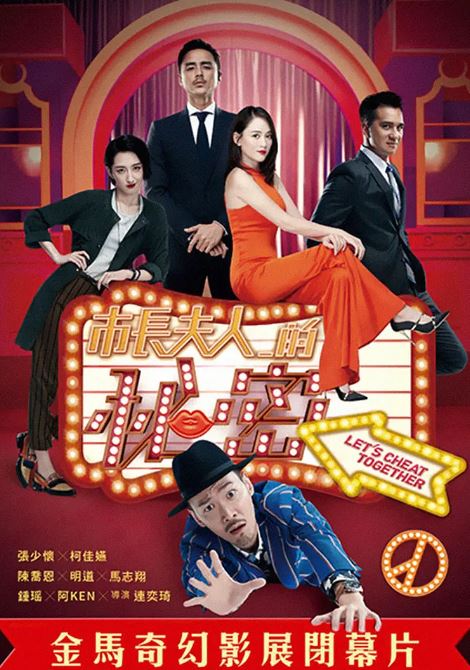 市長夫人的
秘密
LET'S CHEAT
TOGETHER
張少懷×柯佳嬿
陳喬恩×明道×馬志翔
鍾瑶×阿KEN×導演 連奕琦
金馬奇幻影展閉幕片